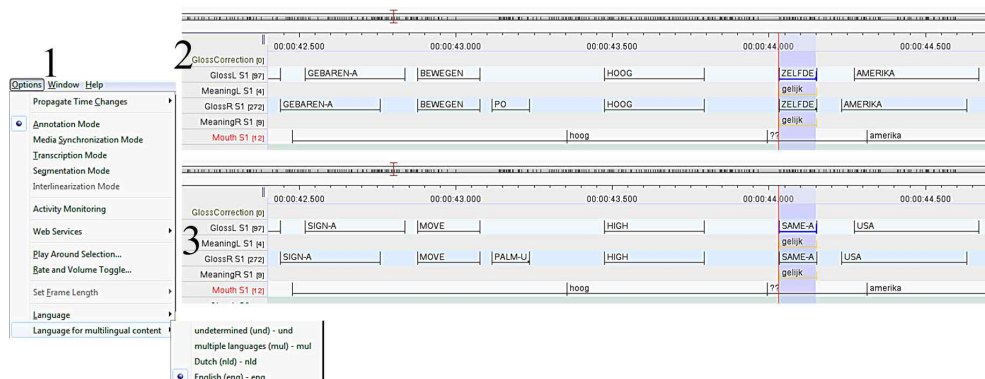 1
Options Window Help
Propagate Time Changes
Annotation Mode
Media Synchronization Mode
Transcription Mode
Segmentation Mode
Interlinearization Mode
Activity Monitoring
Web Services
Play Around Selection...
Rate and Volume Toggle...
Set Frame Length
Language
Language for multilingual content
undetermined (und) - und
multiple languages (mul) - mul
Dutch (nld) - nld
English (eng) - eng
2
00:00:42.500 00:00:43.000 00:00:43.500 00:00:44.000 00:00:44.500
GlossCorrection [0]
GlossL S1 [97] GEBAREN-A BEWEGEN HOOG ZELFDE AMERIKA
MeaningL S1 [4] gelijk
GlossR S1 [272] GEBAREN-A BEWEGEN PO HOOG ZELFDE AMERIKA
MeaningR S1 [9] gelijk
Mouth S1 [12] hoog ?? amerika
00:00:42.500 00:00:43.000 00:00:43.500 00:00:44.000 00:00:44.500
GlossCorrection [0]
3
GlossL S1 [97] SIGN-A MOVE HIGH SAME-A USA
MeaningL S1 [4] gelijk
GlossR S1 [272] SIGN-A MOVE PALM-U HIGH SAME-A USA
MeaningR S1 [9] gelijk
Mouth S1 [12] hoog ?? amerika